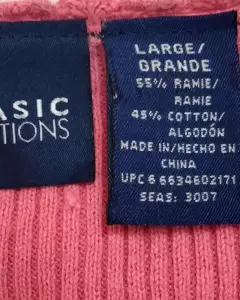 ASIC
TIONS
LARGE/
GRANDE
55% RAMIE/
RAMIE
45% COTTON/
ALGODÓN
MADE IN/HECHO EN
CHINA
UPC 6 6634602171
SEAS: 3007